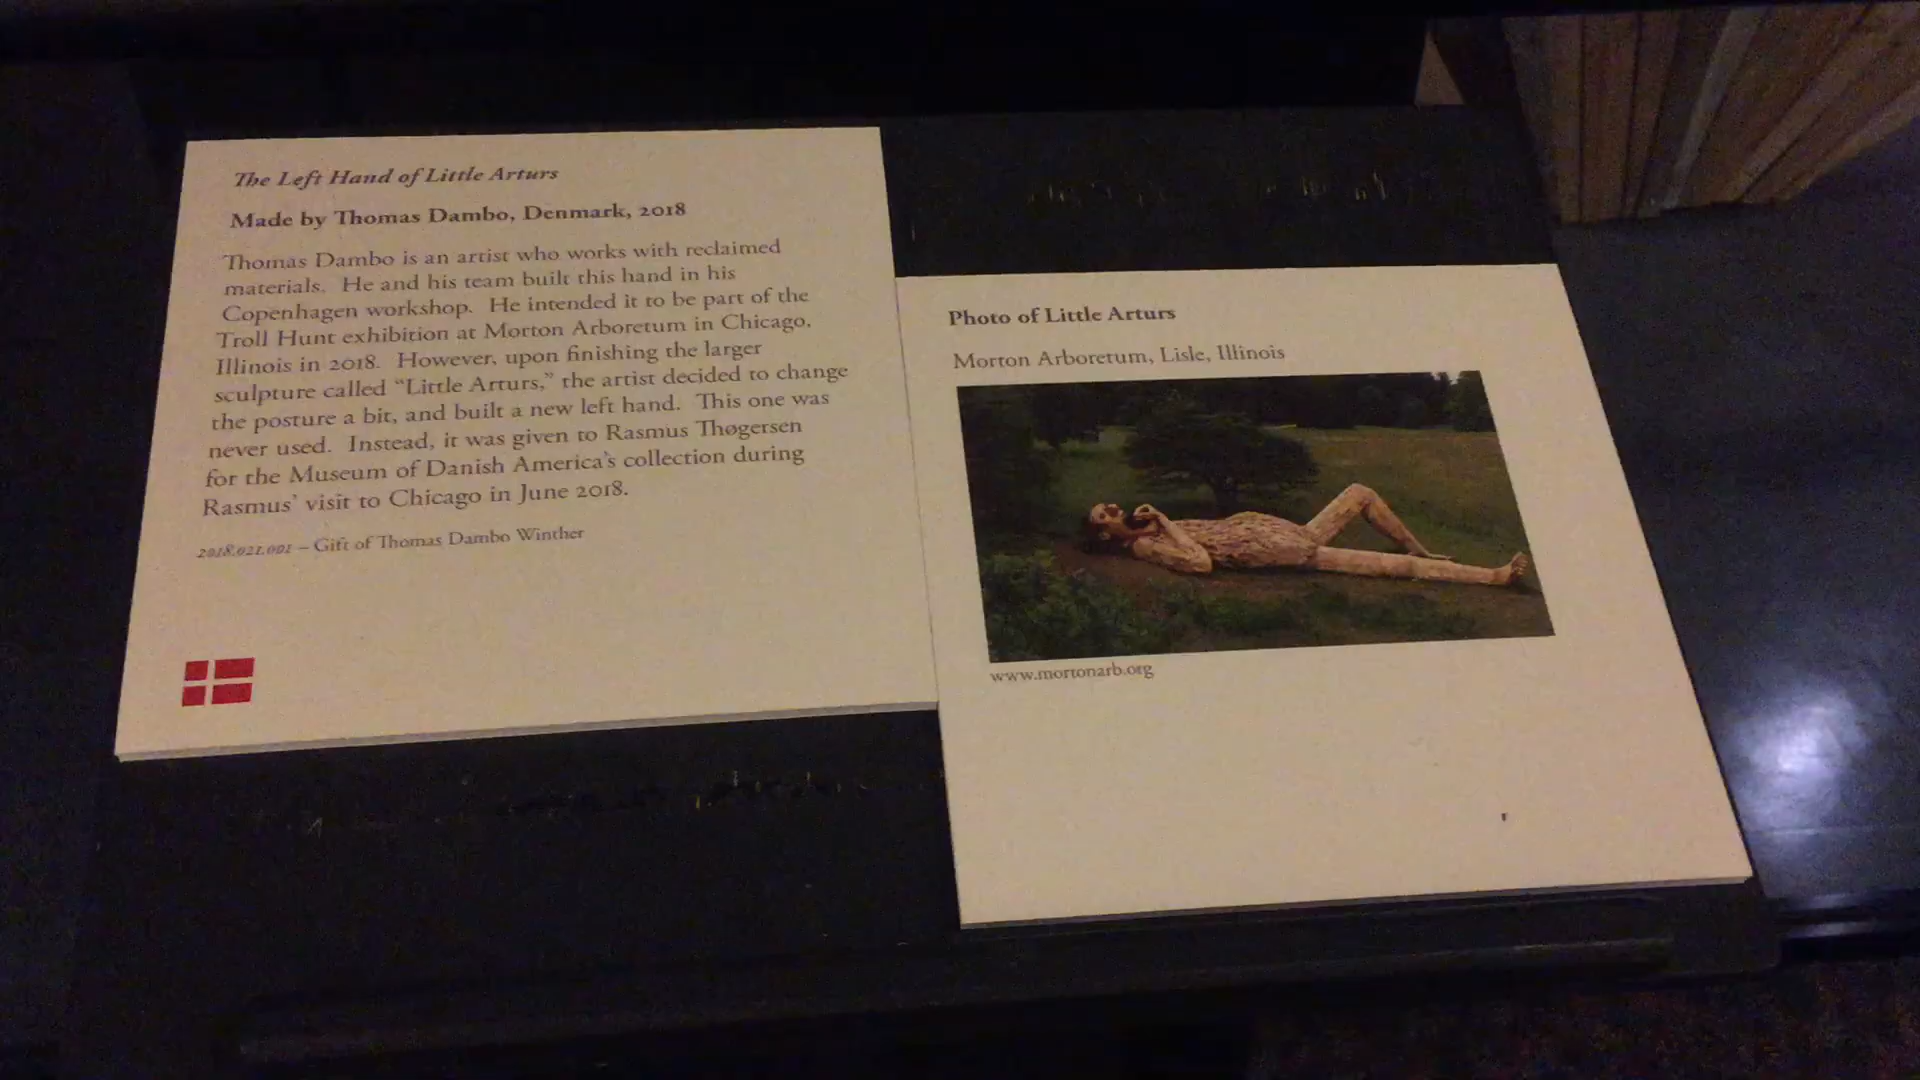 The Left Hand of Little Arturs
Made by Thomas Dambo, Denmark, 2018
Thomas Dambo is an artist who works with reclaimed
materials. He and his team built this hand in his
Copenhagen workshop. He intended it to be part of the
Troll Hunt exhibition at Morton Arboretum in Chicago,
Illinois in 2018. However, upon finishing the larger
sculpture called “Little Arturs,” the artist decided to change
the posture a bit, and built a new left hand. This one was
never used. Instead, it was given to Rasmus Thøgersen
for the Museum of Danish America's collection during
Rasmus' visit to Chicago in June 2018.
2018.021.001 – Gift of Thomas Dambo Winther
Photo of Little Arturs
Morton Arboretum, Lisle, Illinois
www.mortonarb.org